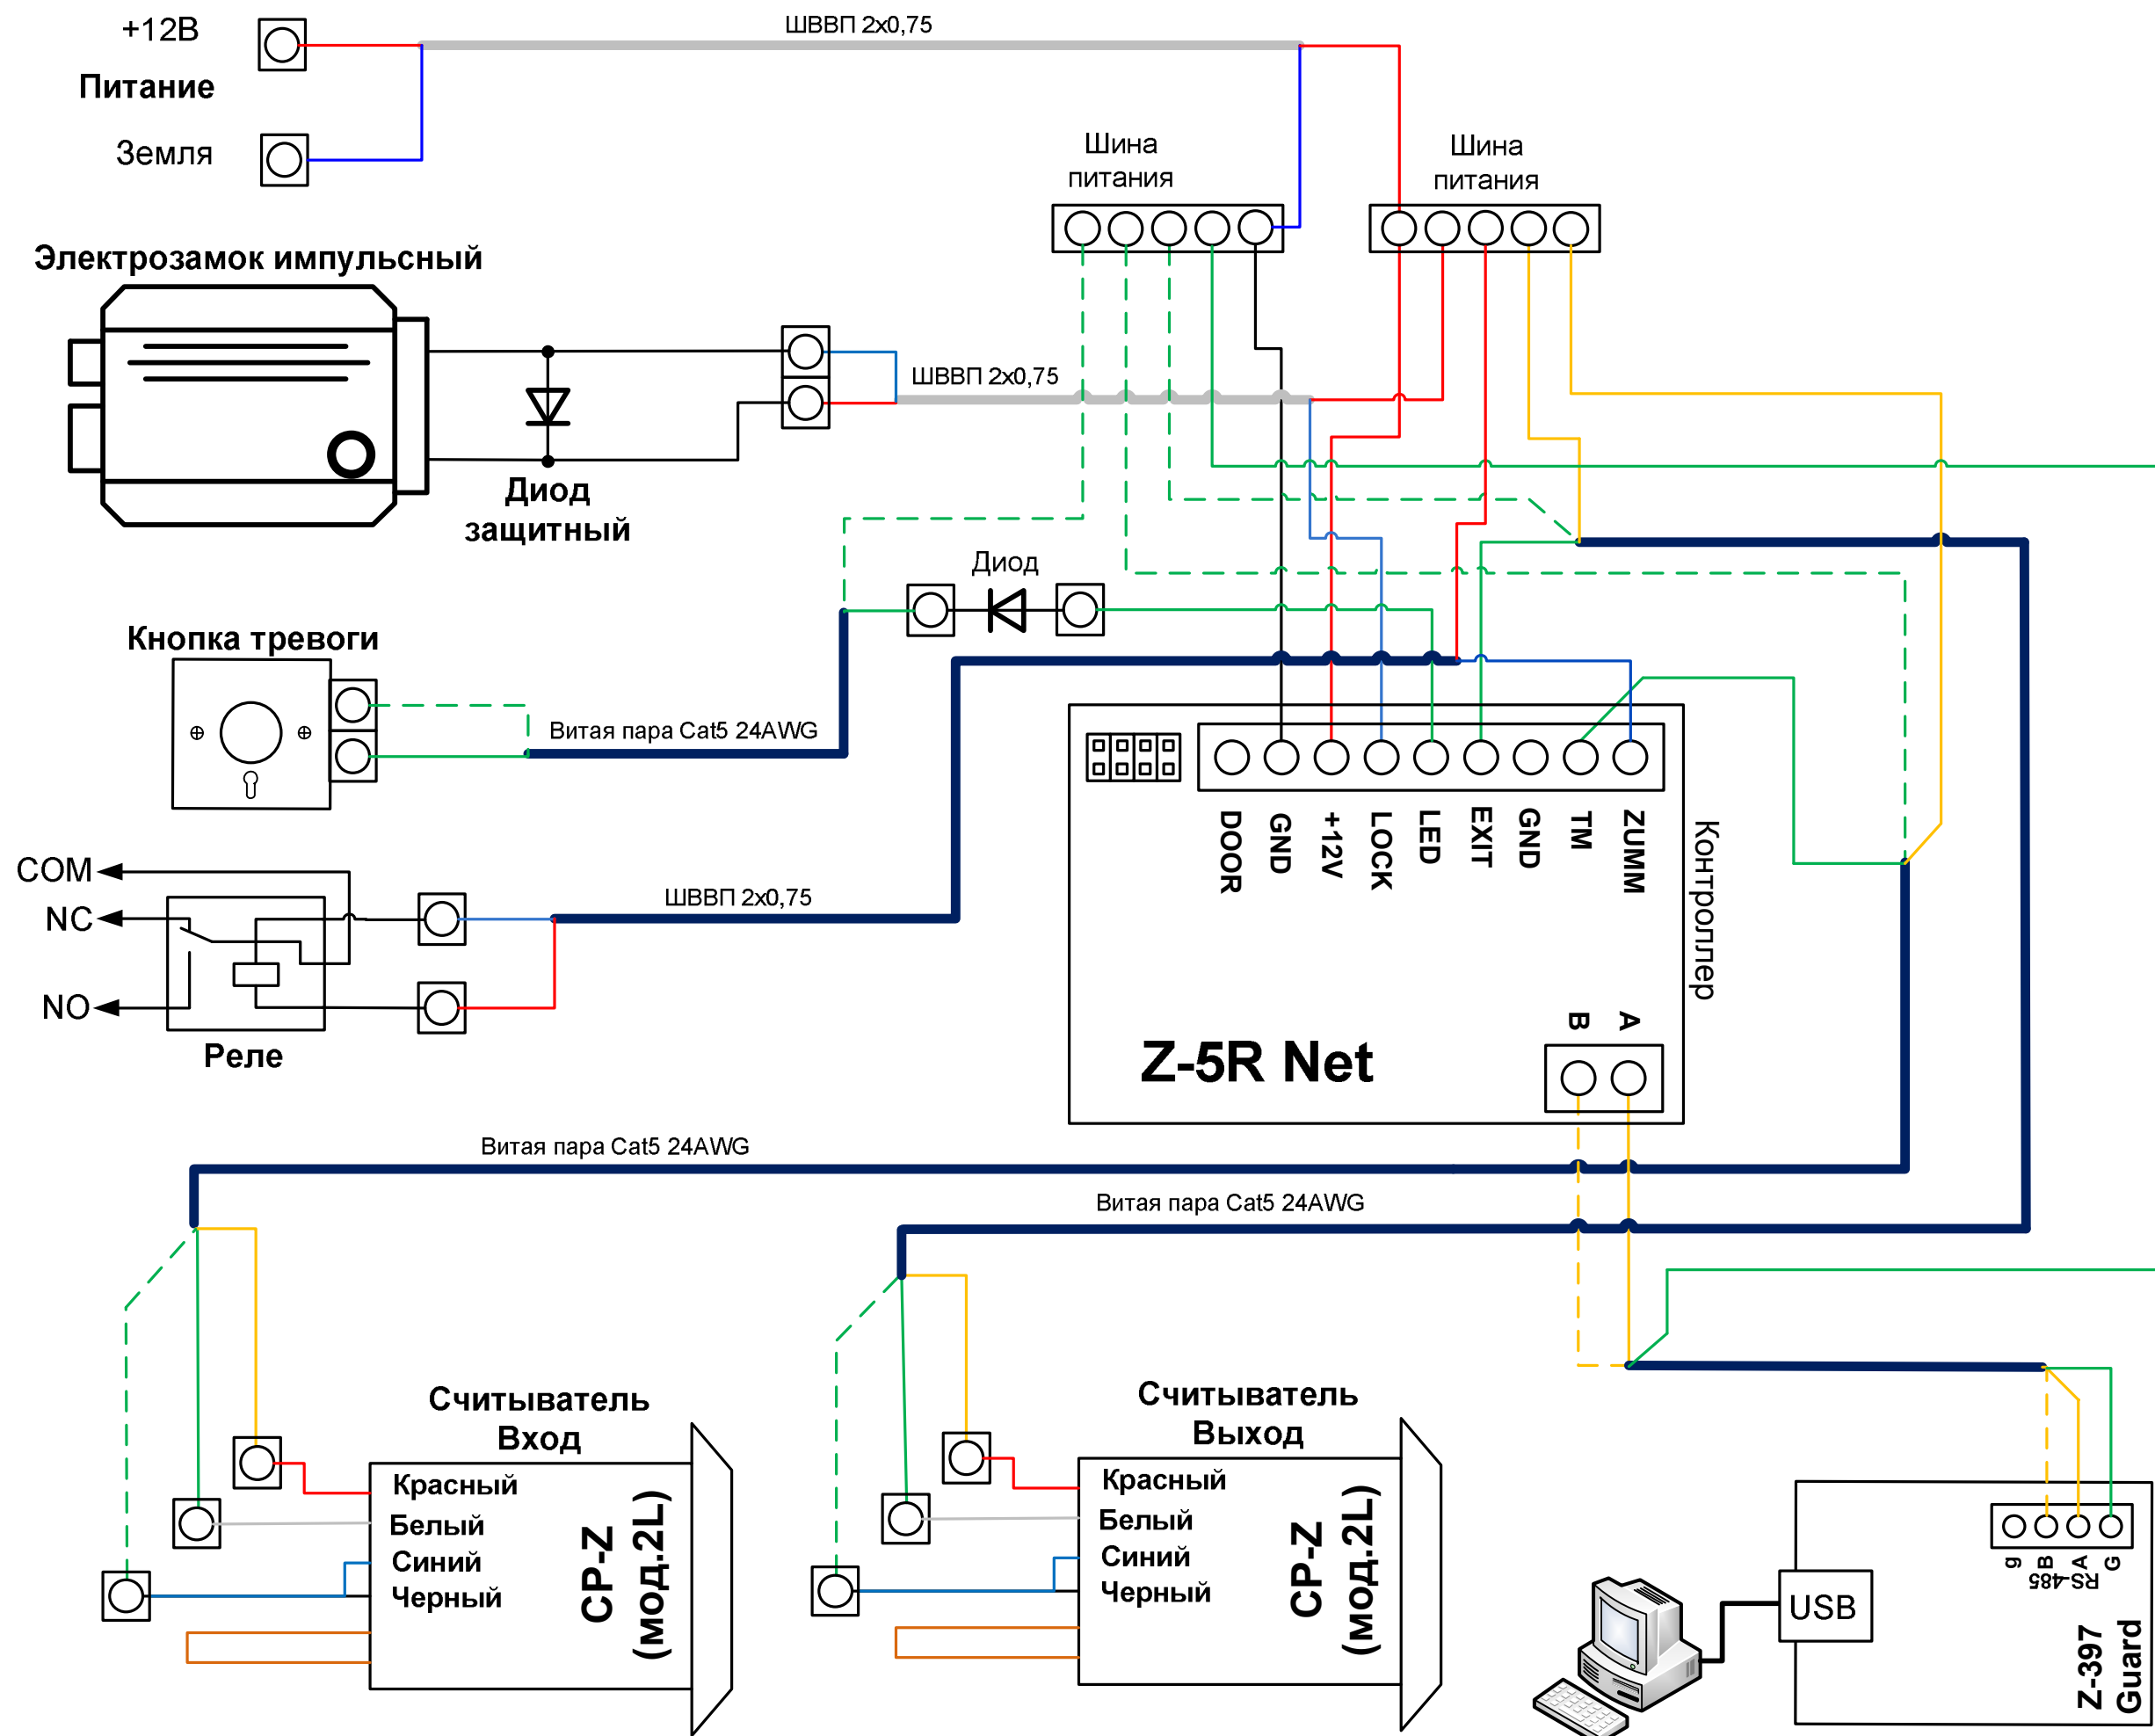 +12В
ШВВП 2х0,75
Питание
Земля
Шина
питания
Шина
питания
Электрозамок импульсный
ШВВП 2х0,75
Диод
защитный
Диод
Кнопка тревоги
Витая пара Cat5 24AWG
COM
NC
NO
Реле
ШВВП 2х0,75
DOOR
GND
+12V
LOCK
LED
EXIT
GND
TM
ZUMM
Контроллер
B
A
Z-5R Net
Витая пара Cat5 24AWG
Витая пара Cat5 24AWG
Считыватель
Вход
Красный
Белый
Синий
Черный
CP-Z
(мод.2L)
Считыватель
Выход
Красный
Белый
Синий
Черный
CP-Z
(мод.2L)
g
B
A
G
RS-485
USB
Z-397
Guard